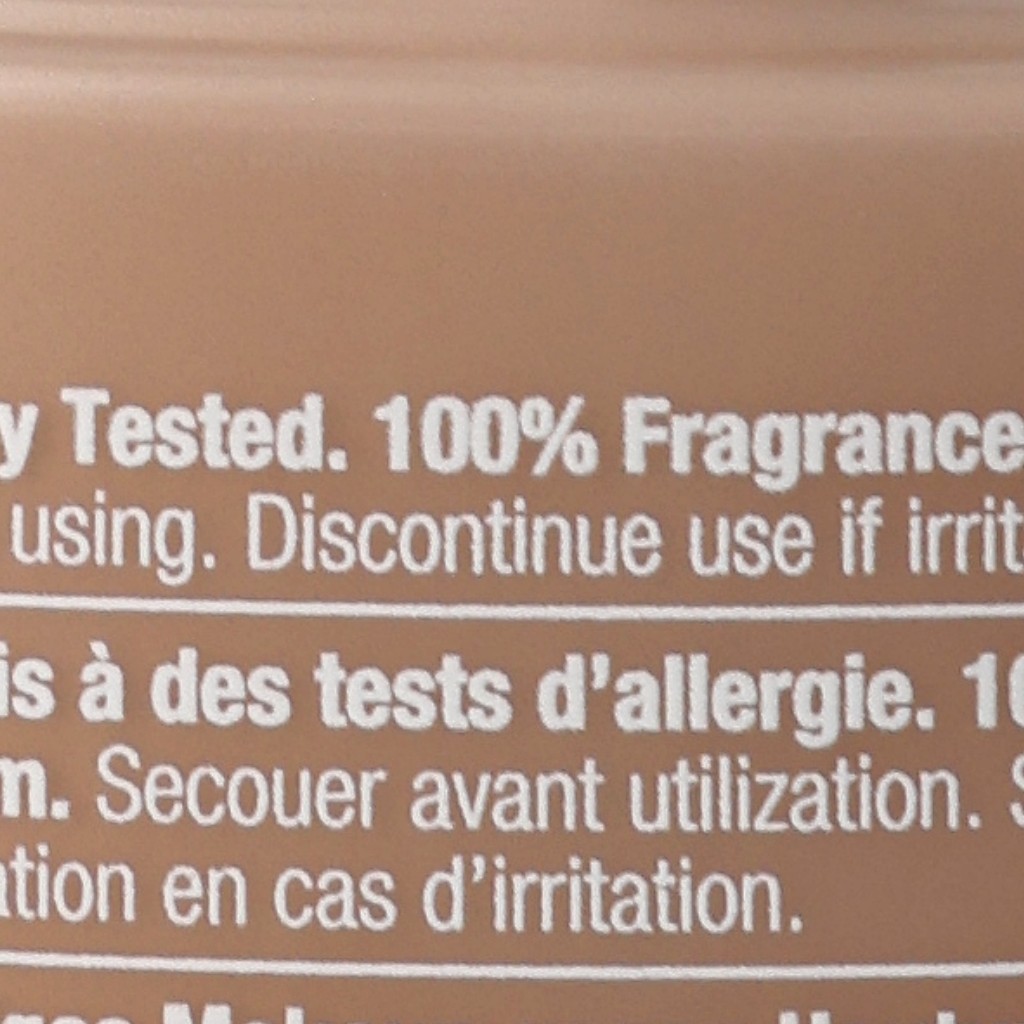 y Tested. 100% Fragrance
using. Discontinue use if irrit
is à des tests d'allergie. 10
m. Secouer avant utilization. S
ation en cas d'irritation.